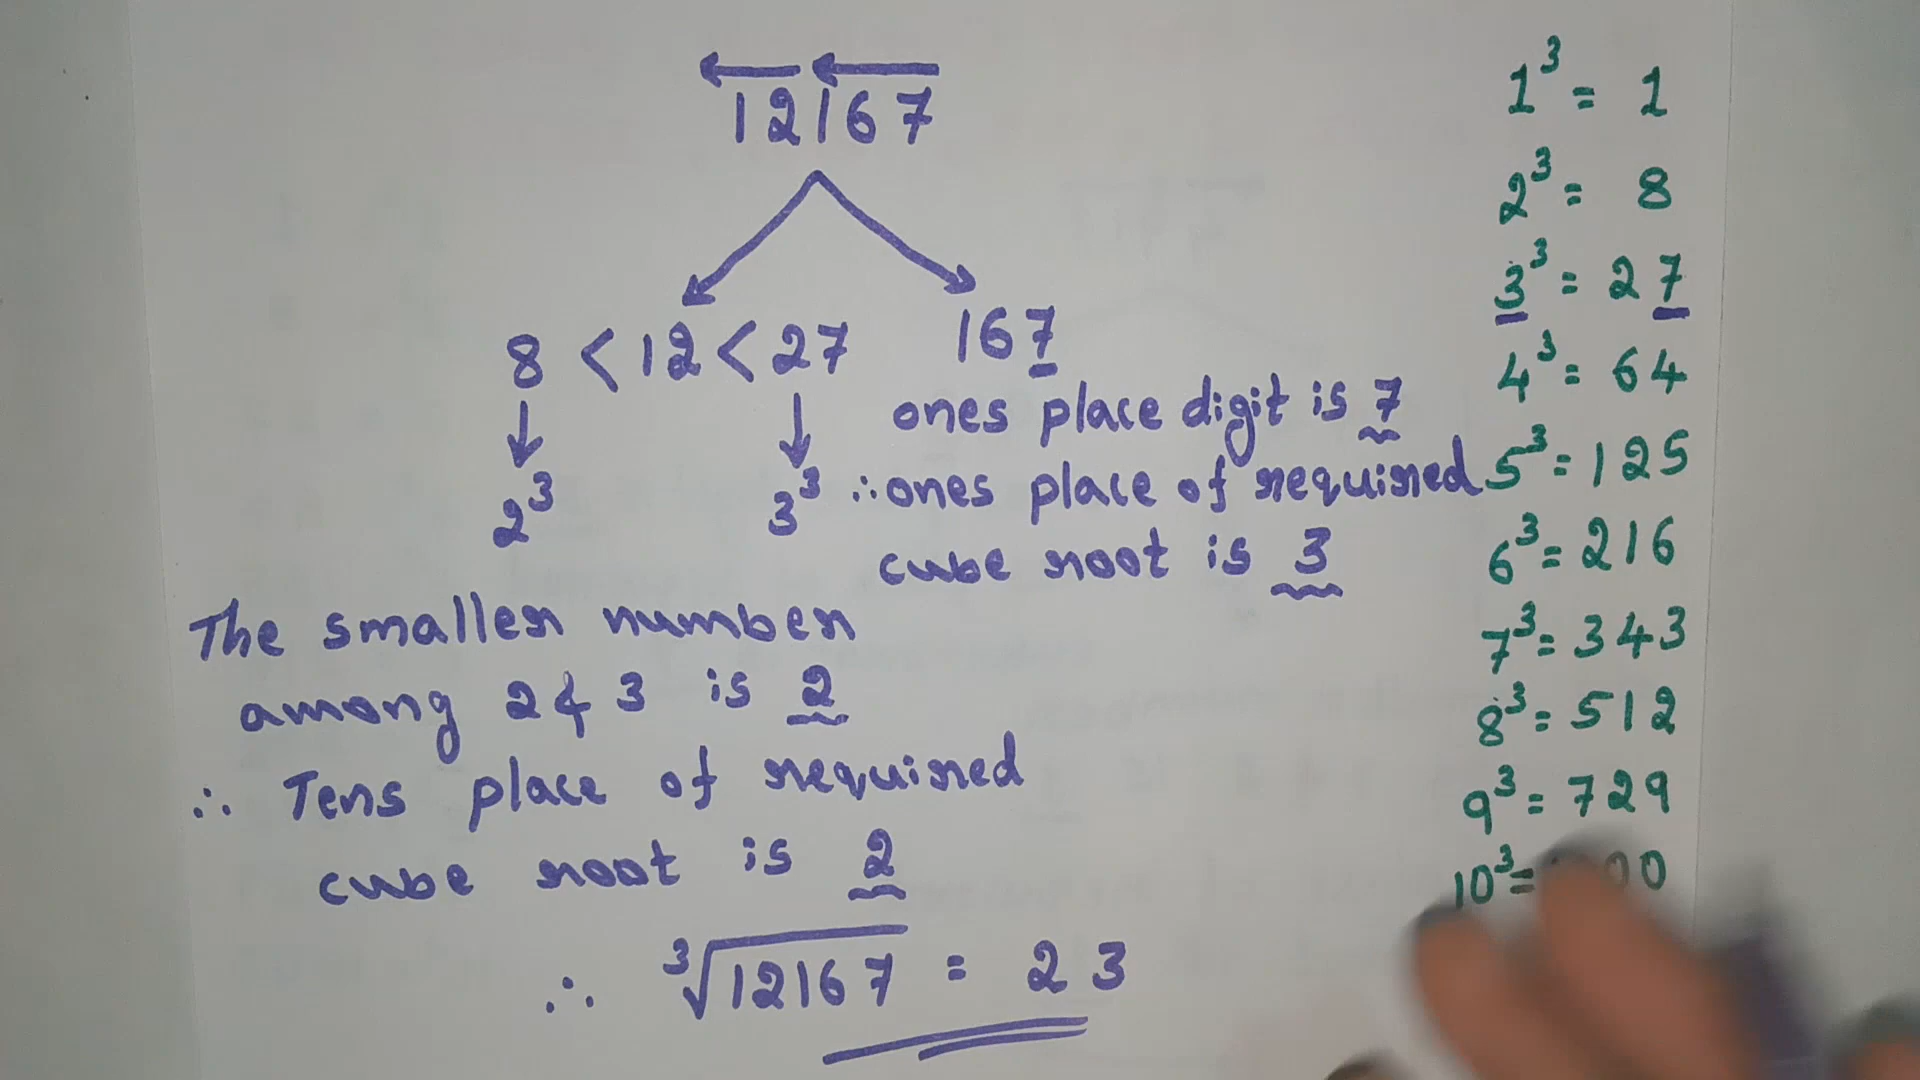 12167
8 < 12 < 27
167
2³
3³
ones place digit is 7
∴ ones place of required
cube root is 3
The smaller number
among 2 & 3 is 2
∴ Tens place of required
cube root is 2
∴ ³√12167 = 23
1³ = 1
2³ = 8
3³ = 27
4³ = 64
5³ = 125
6³ = 216
7³ = 343
8³ = 512
9³ = 729
10³ =